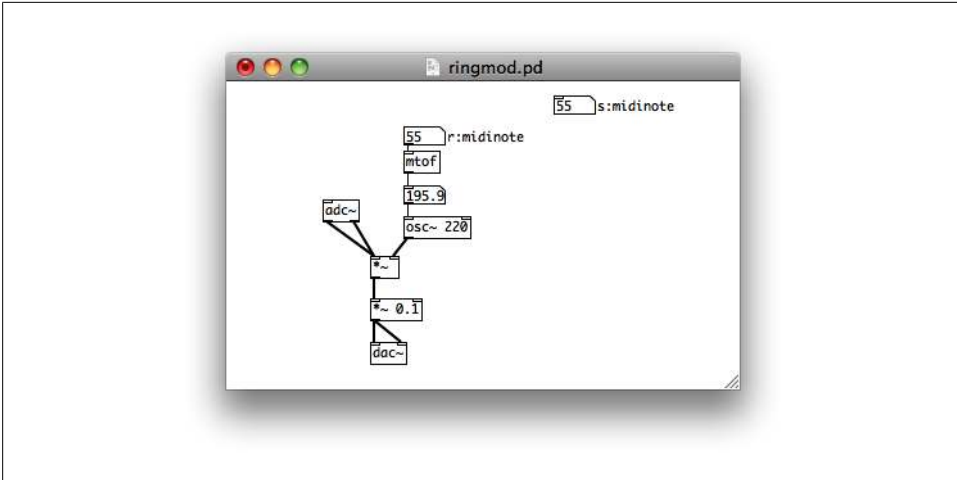 ringmod.pd
55 s:midinote
55 r:midinote
mtof
195.9
adc~
osc~ 220
*~
*~ 0.1
dac~